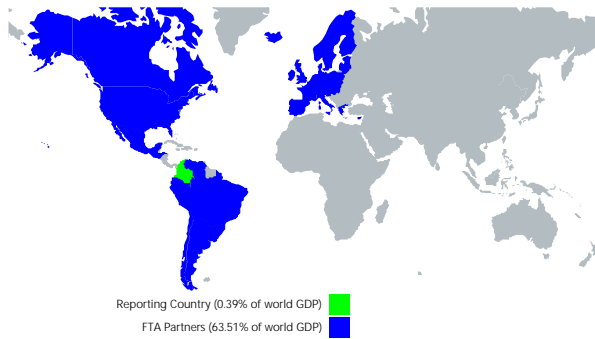 Reporting Country (0.39% of world GDP)
FTA Partners (63.51% of world GDP)